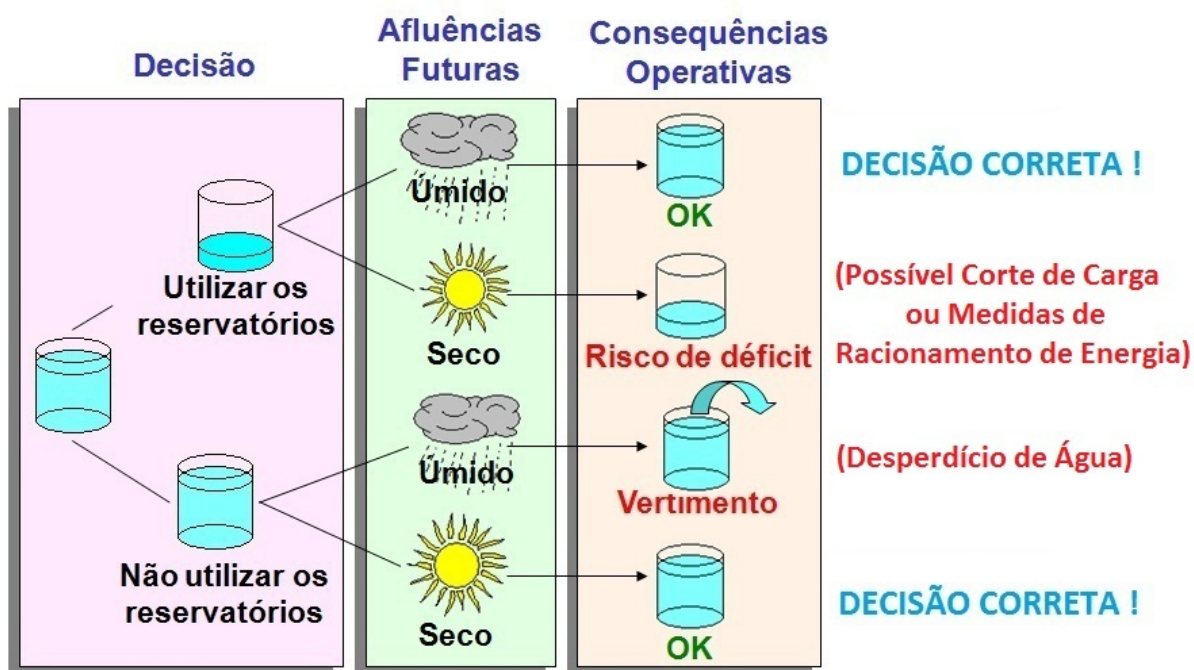 Decisão
Afluências
Futuras
Consequências
Operativas
Utilizar os
reservatórios
Não utilizar os
reservatórios
Úmido
Seco
Úmido
Seco
OK
Risco de déficit
Vertimento
OK
DECISÃO CORRETA !
(Possível Corte de Carga
ou Medidas de
Racionamento de Energia)
(Desperdício de Água)
DECISÃO CORRETA !